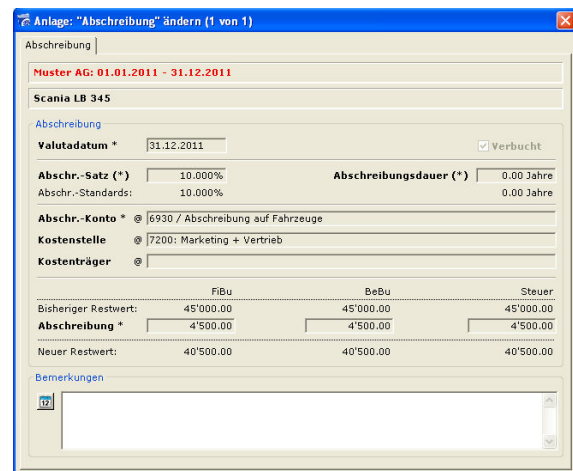 Anlage: "Abschreibung" ändern (1 von 1)
Abschreibung
Muster AG: 01.01.2011 - 31.12.2011
Scania LB 345
Abschreibung
Valutadatum * 31.12.2011 Verbucht
Abschr.-Satz (*) 10.000% Abschreibungsdauer (*) 0.00 Jahre
Abschr.-Standards: 10.000% 0.00 Jahre
Abschr.-Konto * @ 6930 / Abschreibung auf Fahrzeuge
Kostenstelle @ 7200: Marketing + Vertrieb
Kostenträger @
FiBu BeBu Steuer
Bisheriger Restwert: 45'000.00 45'000.00 45'000.00
Abschreibung * 4'500.00 4'500.00 4'500.00
Neuer Restwert: 40'500.00 40'500.00 40'500.00
Bemerkungen
12